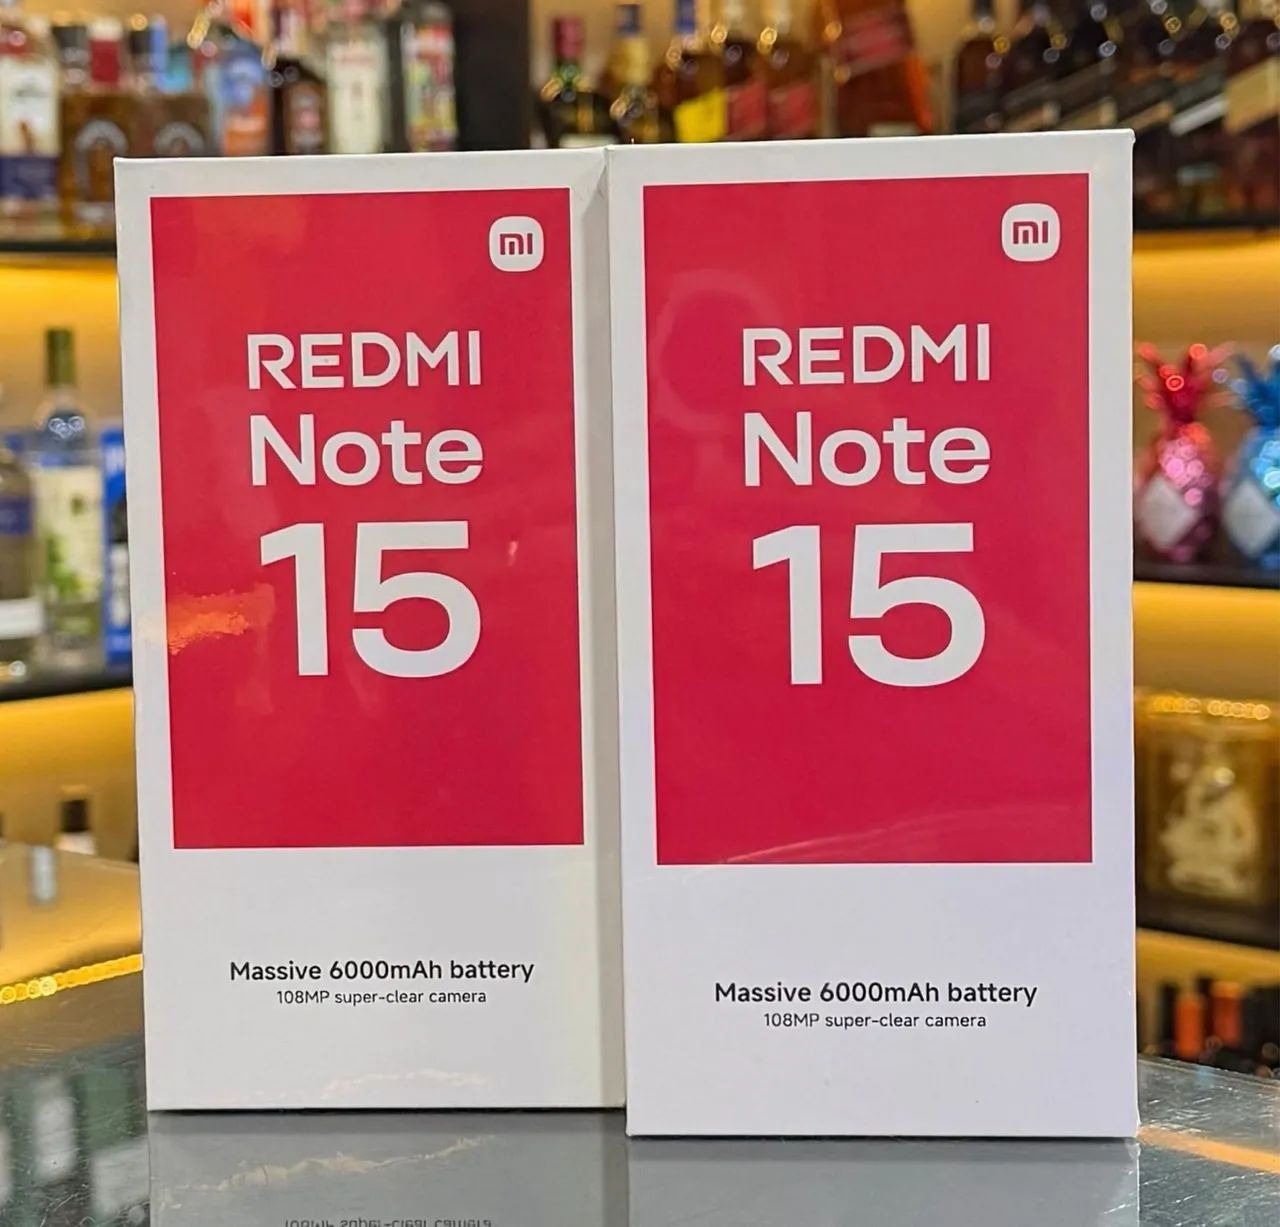 mi
REDMI
Note
15
Massive 6000mAh battery
108MP super-clear camera
mi
REDMI
Note
15
Massive 6000mAh battery
108MP super-clear camera